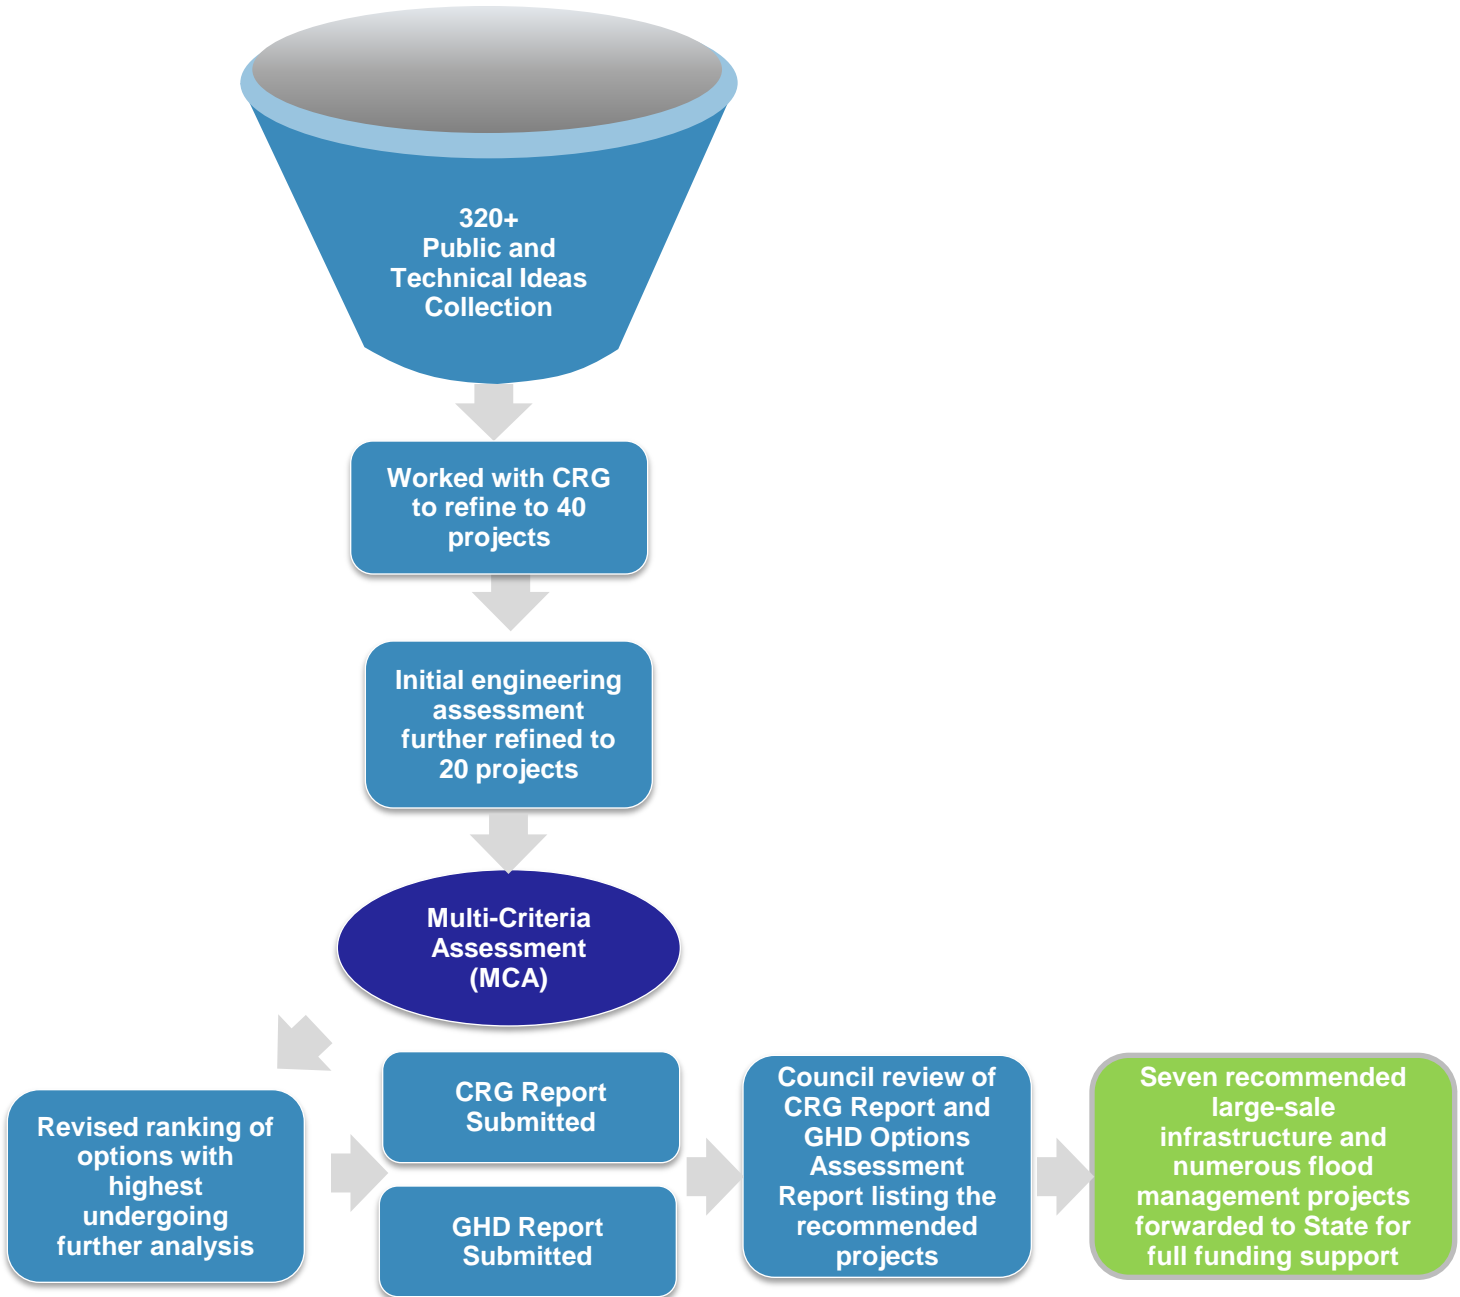 320+
Public and
Technical Ideas
Collection
Worked with CRG
to refine to 40
projects
Initial engineering
assessment
further refined to
20 projects
Multi-Criteria
Assessment
(MCA)
Revised ranking of
options with
highest
undergoing
further analysis
CRG Report
Submitted
GHD Report
Submitted
Council review of
CRG Report and
GHD Options
Assessment
Report listing the
recommended
projects
Seven recommended
large-sale
infrastructure and
numerous flood
management projects
forwarded to State for
full funding support